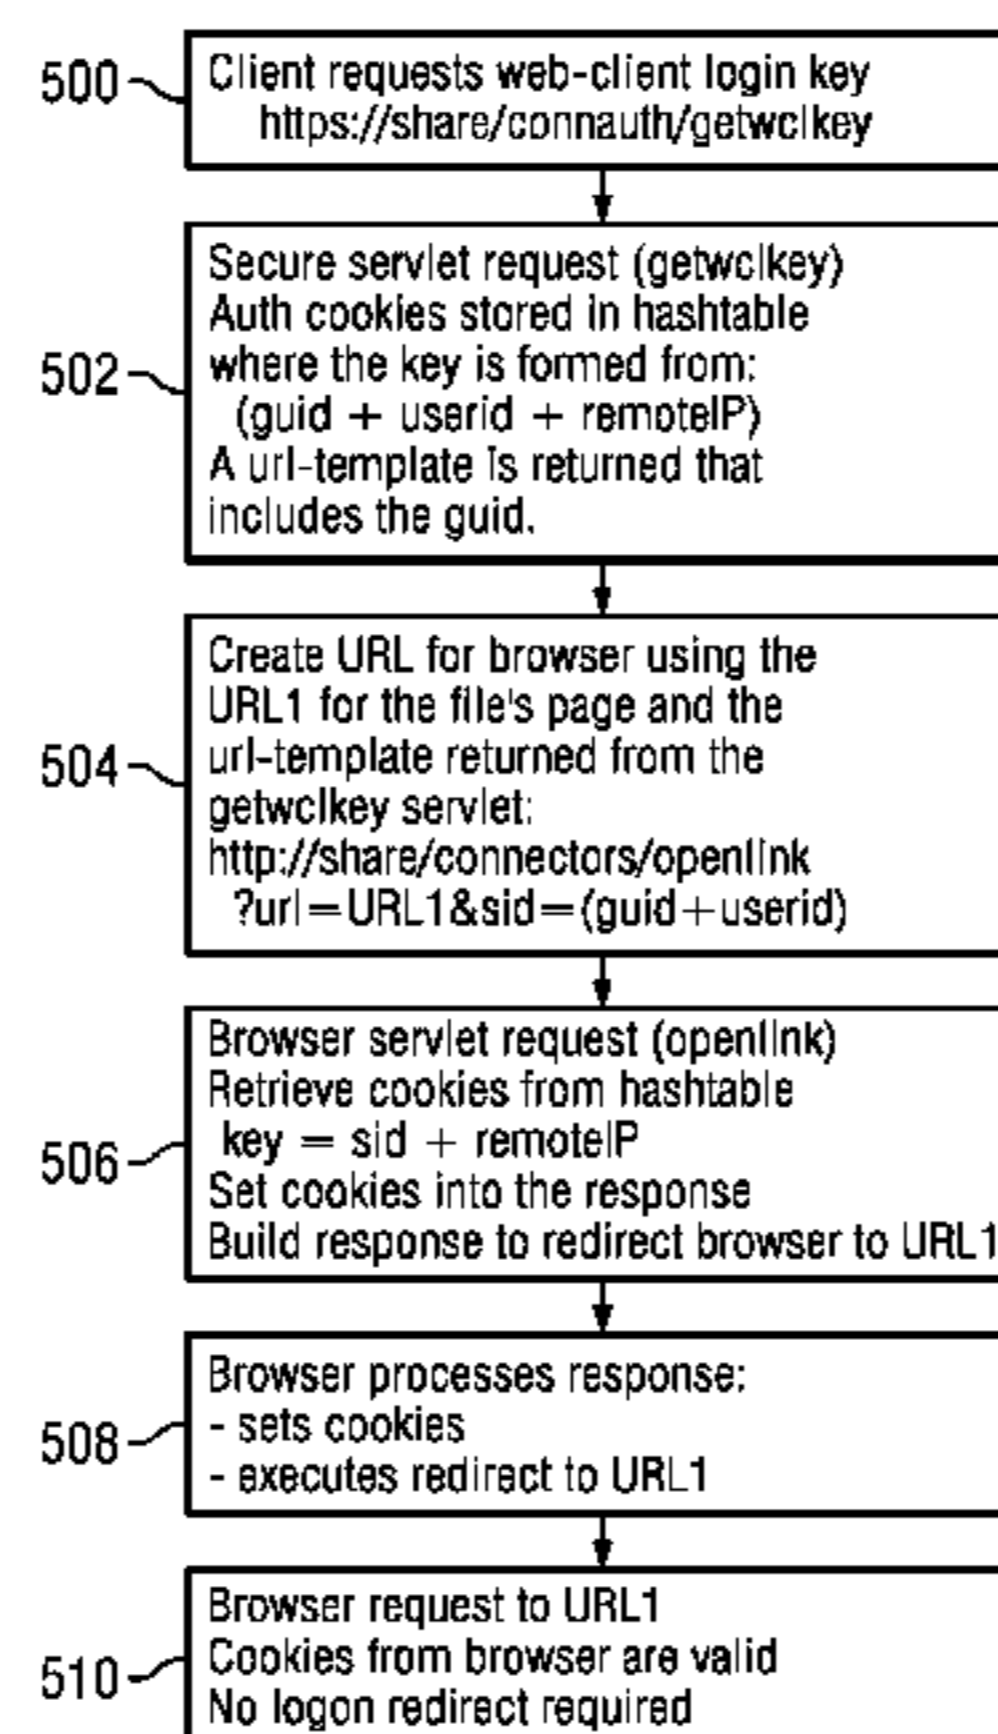 500
Client requests web-client login key
https://share/connauth/getwclkey
502
Secure servlet request (getwclkey)
Auth cookies stored in hashtable
where the key is formed from:
(guid + userid + remoteIP)
A url-template is returned that
includes the guid.
504
Create URL for browser using the
URL1 for the file's page and the
url-template returned from the
getwclkey servlet:
http://share/connectors/openlink
?url=URL1&sid=(guid+userid)
506
Browser servlet request (openlink)
Retrieve cookies from hashtable
key = sid + remoteIP
Set cookies into the response
Build response to redirect browser to URL1
508
Browser processes response:
- sets cookies
- executes redirect to URL1
510
Browser request to URL1
Cookies from browser are valid
No logon redirect required